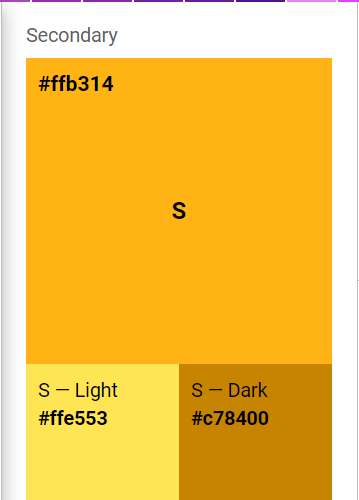 Secondary
#ffb314
S
S — Light
#ffe553
S — Dark
#c78400